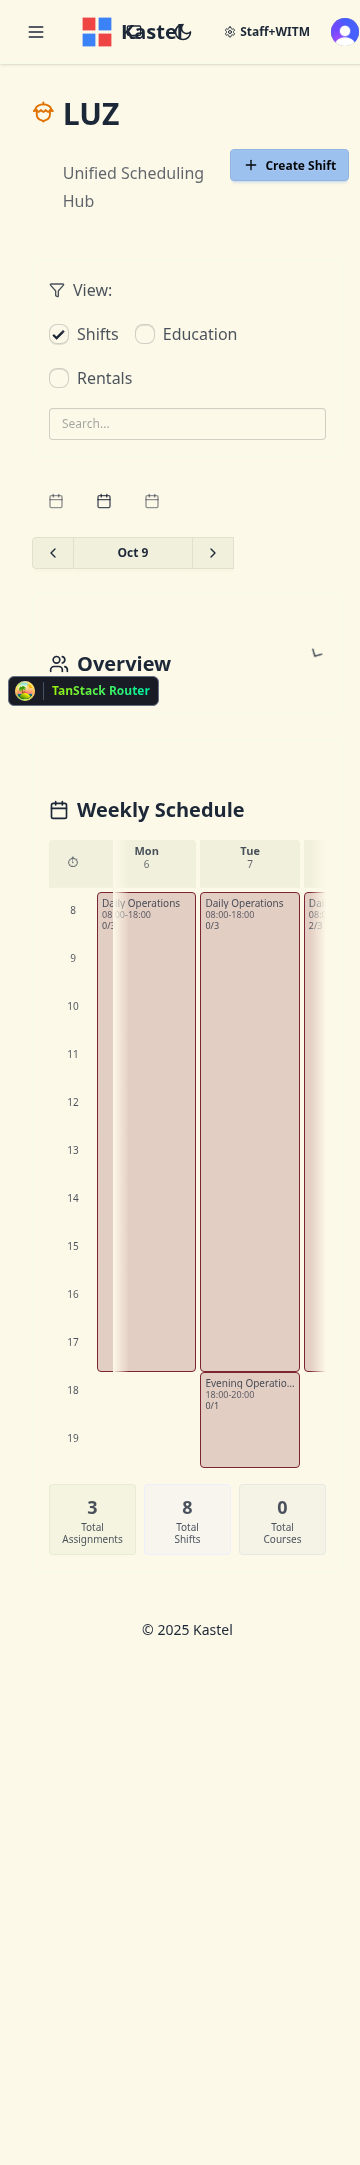 Kastel
Staff+WITM
LUZ
Unified Scheduling
Hub
Create Shift
View:
Shifts
Education
Rentals
Search...
Oct 9
Overview
TanStack Router
Weekly Schedule
Mon
6
Tue
7
Daily Operations
08:00-18:00
0/3
Daily Operations
08:00-18:00
0/3
2/3
8
9
10
11
12
13
14
15
16
17
18
19
Evening Operatio...
18:00-20:00
0/1
3
Total
Assignments
8
Total
Shifts
0
Total
Courses
© 2025 Kastel